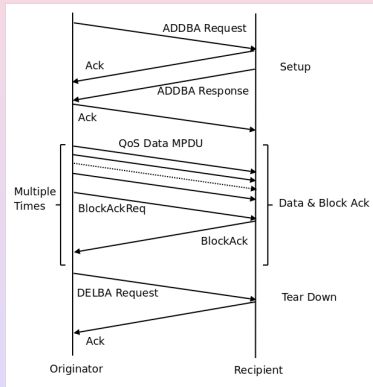 ADDBA Request
Ack
Setup
ADDBA Response
Ack
QoS Data MPDU
Multiple
Times
Data & Block Ack
BlockAckReq
BlockAck
DELBA Request
Tear Down
Ack
Originator
Recipient